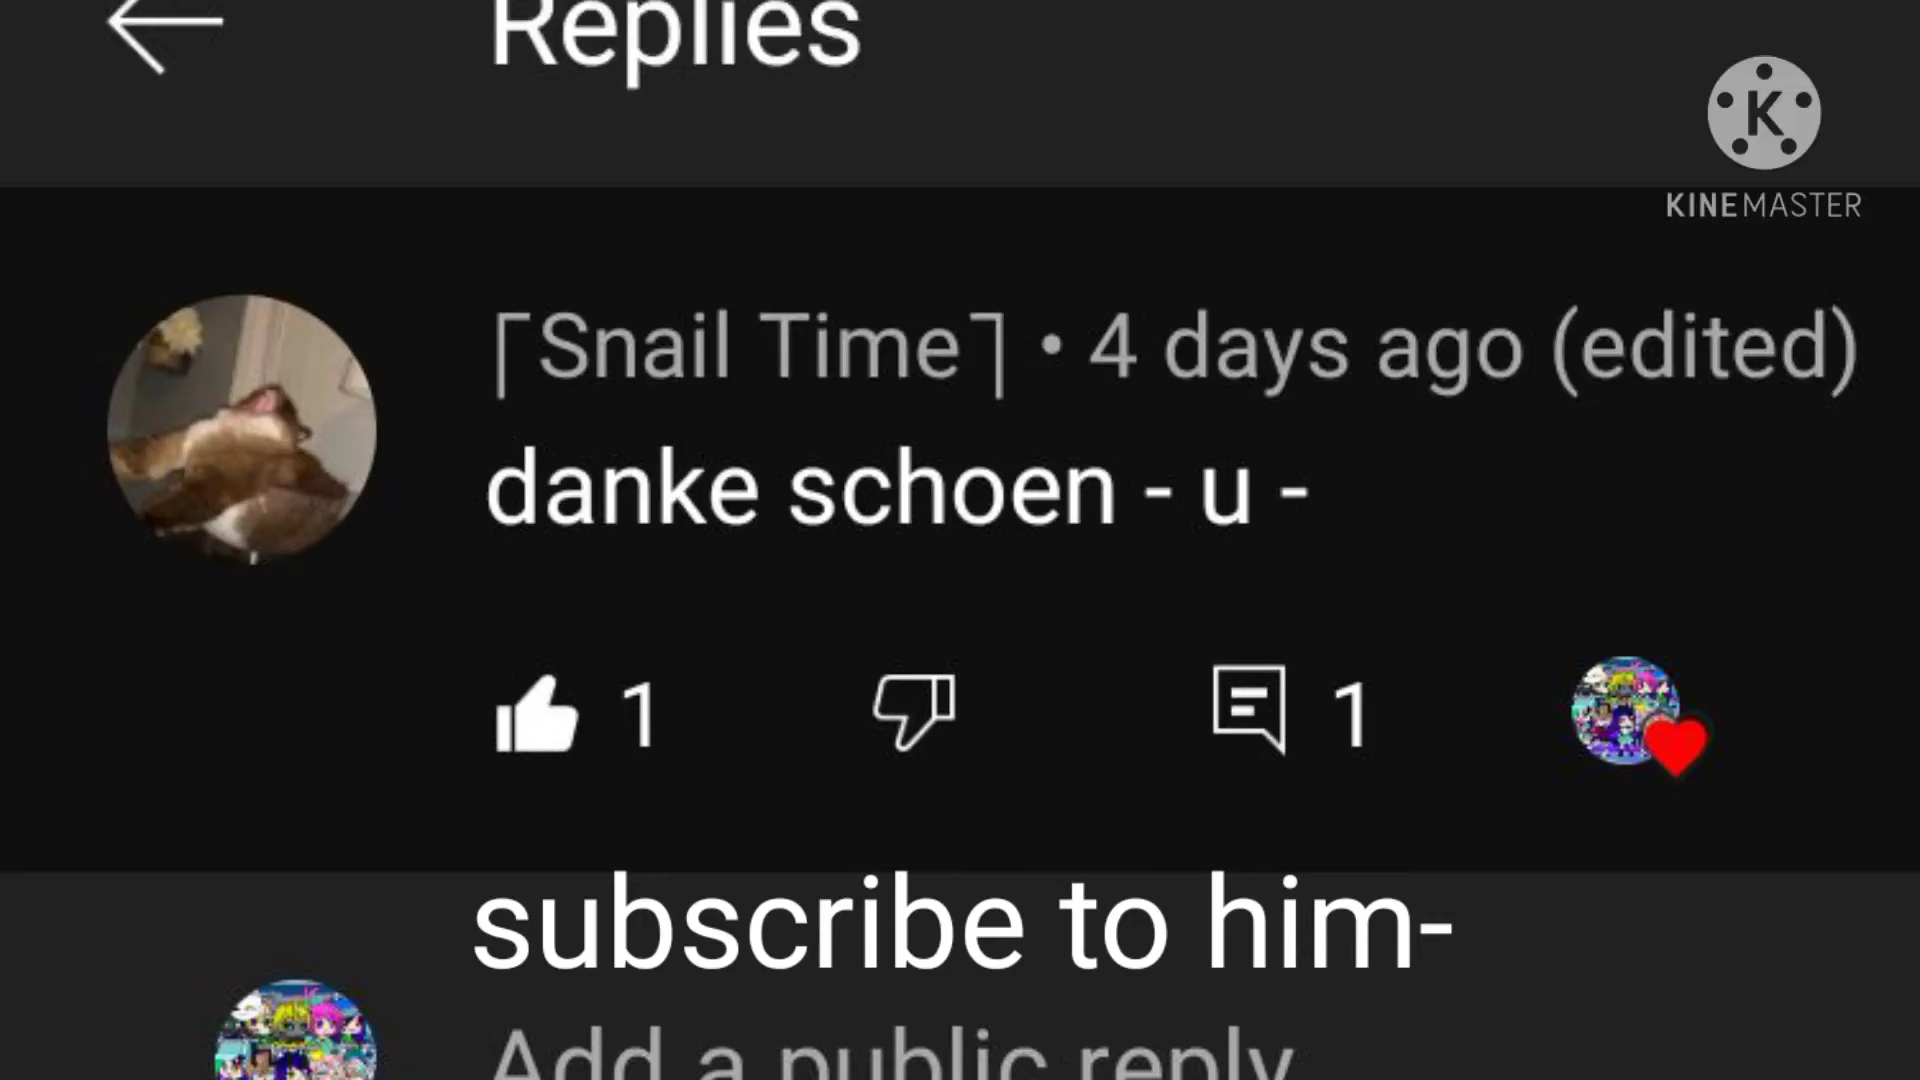 Replies
K
KINEMASTER
「Snail Time」 • 4 days ago (edited)
danke schoen - u -
1
1
subscribe to him-
Add a public reply